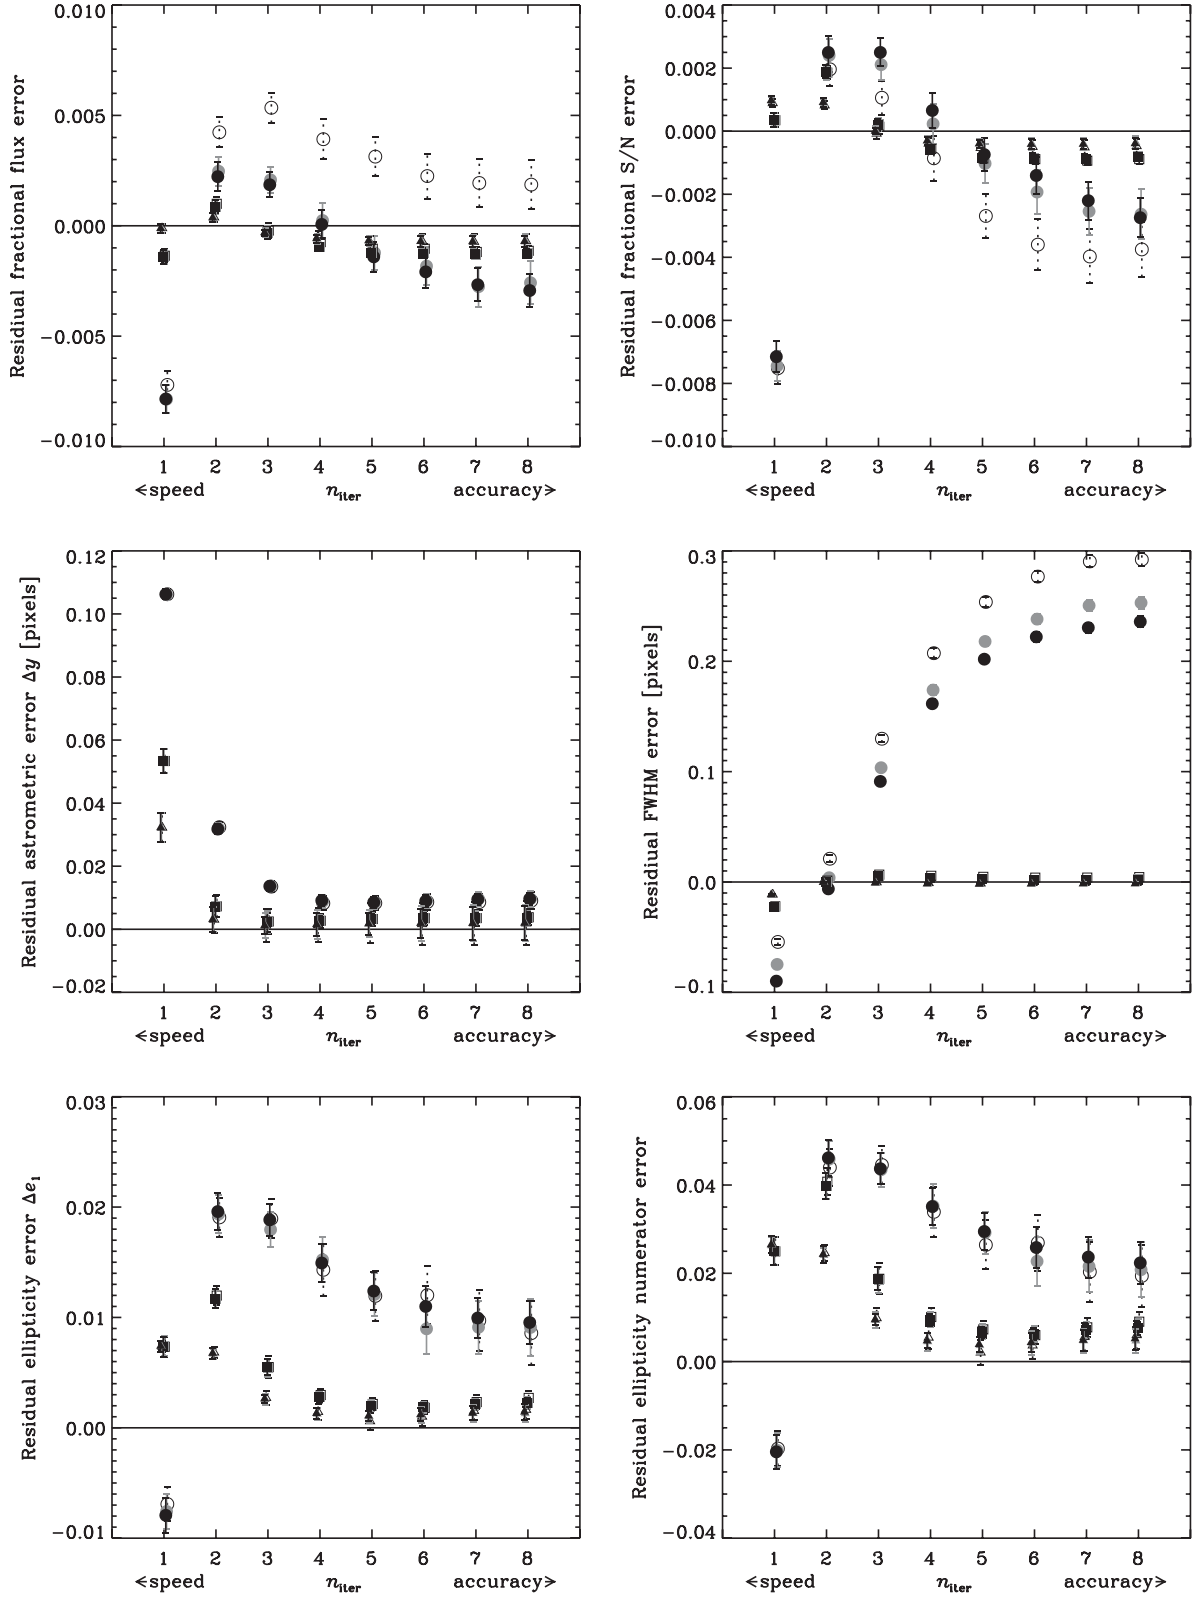 Residiual fractional flux error
0.010
0.005
0.000
−0.005
−0.010
1 2 3 4 5 6 7 8
<speed n_iter accuracy>
Residiual fractional S/N error
0.004
0.002
0.000
−0.002
−0.004
−0.006
−0.008
−0.010
1 2 3 4 5 6 7 8
<speed n_iter accuracy>
Residiual astrometric error Δy [pixels]
0.12
0.10
0.08
0.06
0.04
0.02
0.00
−0.02
1 2 3 4 5 6 7 8
<speed n_iter accuracy>
Residiual FWHM error [pixels]
0.3
0.2
0.1
0.0
−0.1
1 2 3 4 5 6 7 8
<speed n_iter accuracy>
Residual ellipticity error Δe₁
0.03
0.02
0.01
0.00
−0.01
1 2 3 4 5 6 7 8
<speed n_iter accuracy>
Residual ellipticity numerator error
0.06
0.04
0.02
0.00
−0.02
−0.04
1 2 3 4 5 6 7 8
<speed n_iter accuracy>